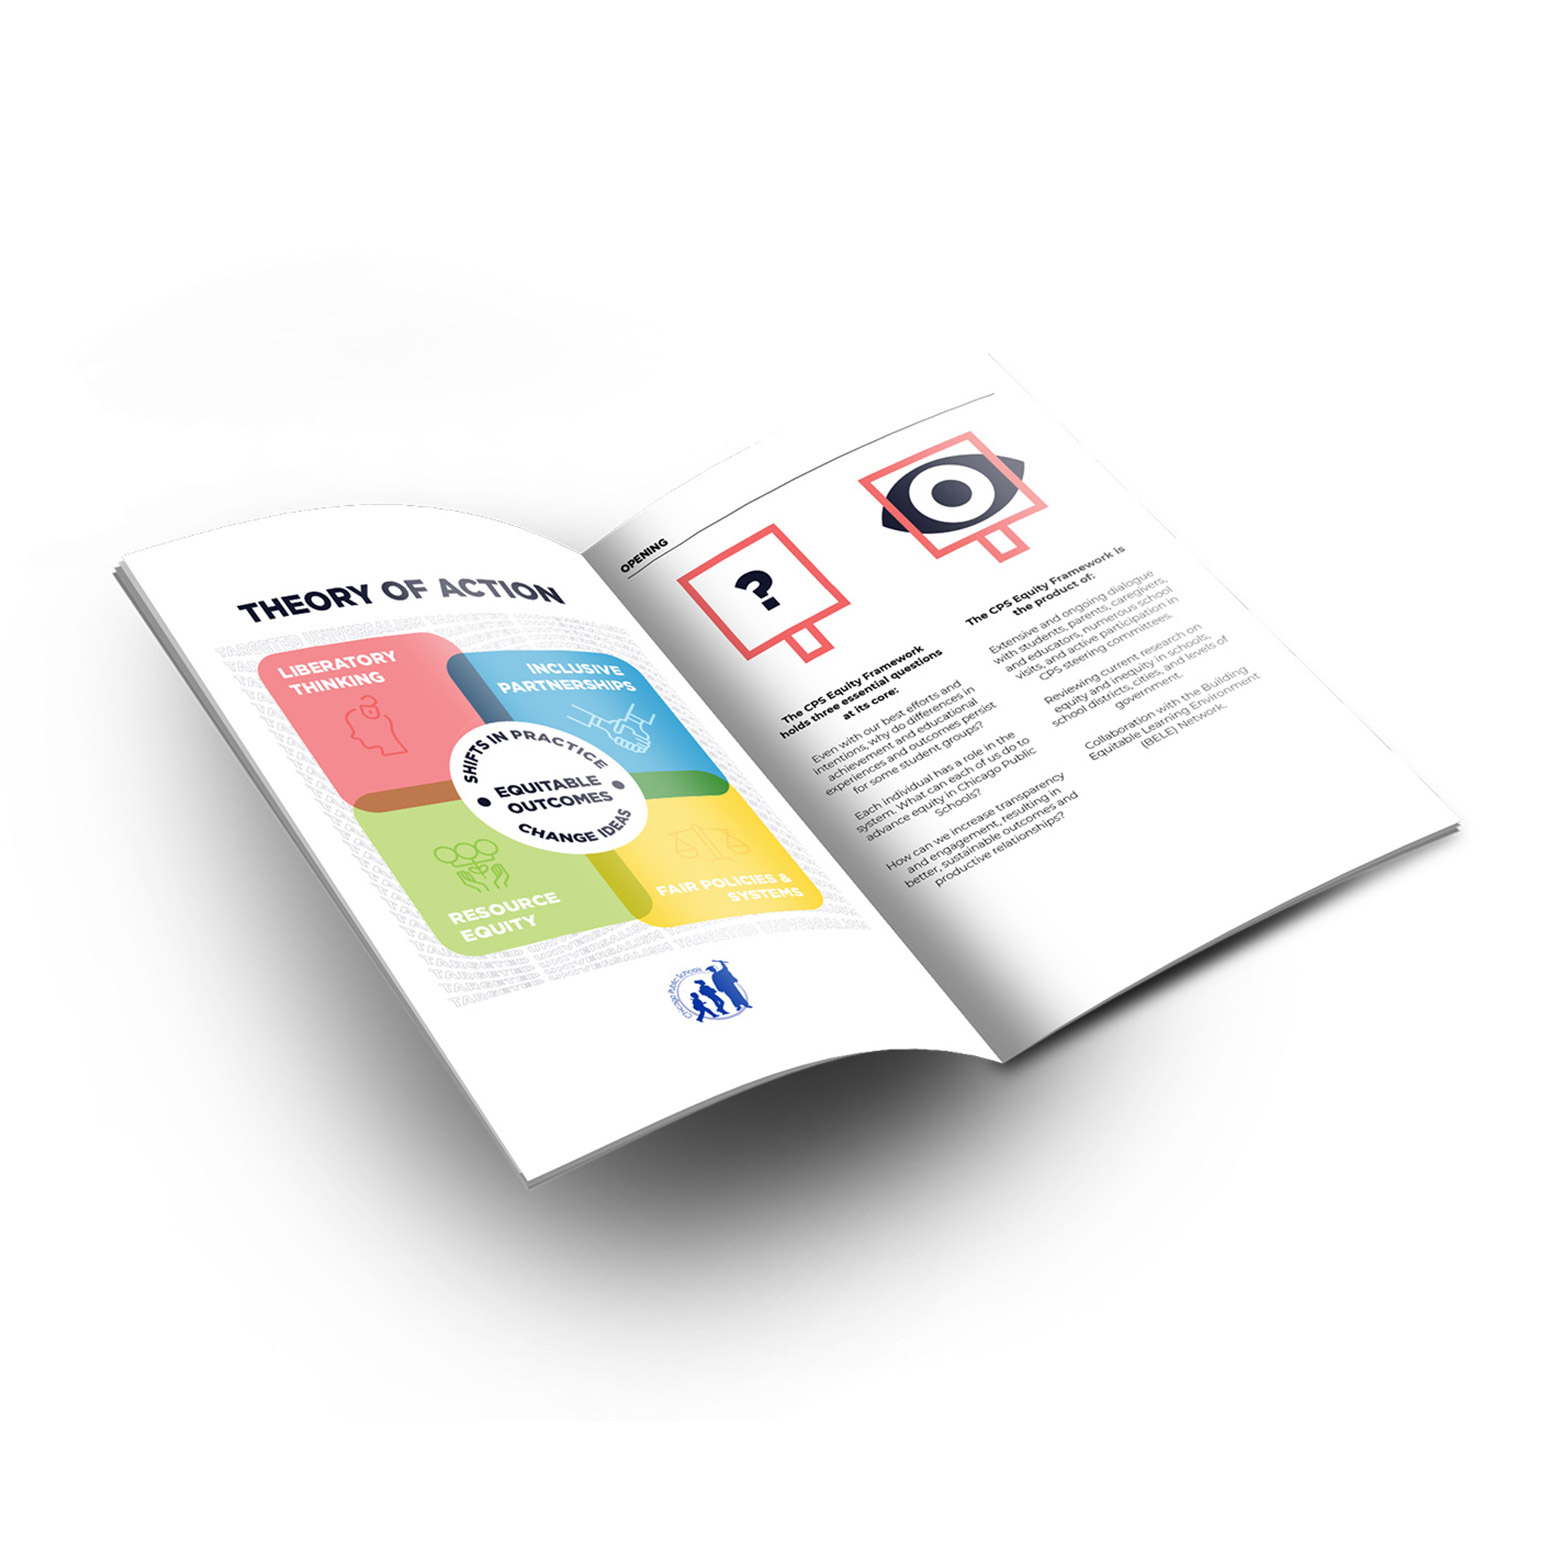 THEORY OF ACTION
TARGETED UNIVERSALISM TARGETED
LIBERATORY
THINKING
INCLUSIVE
PARTNERSHIPS
SHIFTS IN PRACTICE
EQUITABLE
OUTCOMES
CHANGE IDEAS
RESOURCE
EQUITY
FAIR POLICIES &
SYSTEMS
TARGETED UNIVERSALISM TARGETED UNIVERSALISM
TARGETED UNIVERSALISM
TARGETED
Chicago Public Schools
OPENING
?
The CPS Equity Framework
holds three essential questions
at its core:
Even with our best efforts and
intentions, why do differences in
achievement and educational
experiences and outcomes persist
for some student groups?
Each individual has a role in the
system. What can each of us do to
advance equity in Chicago Public
Schools?
How can we increase transparency
and engagement, resulting in
better, sustainable outcomes and
productive relationships?
The CPS Equity Framework is
the product of:
Extensive and ongoing dialogue
with students, parents, caregivers,
and educators, numerous school
visits, and active participation in
CPS steering committees.
Reviewing current research on
equity and inequity in schools,
school districts, cities, and levels of
government.
Collaboration with the Building
Equitable Learning Environment
(BELE) Network.